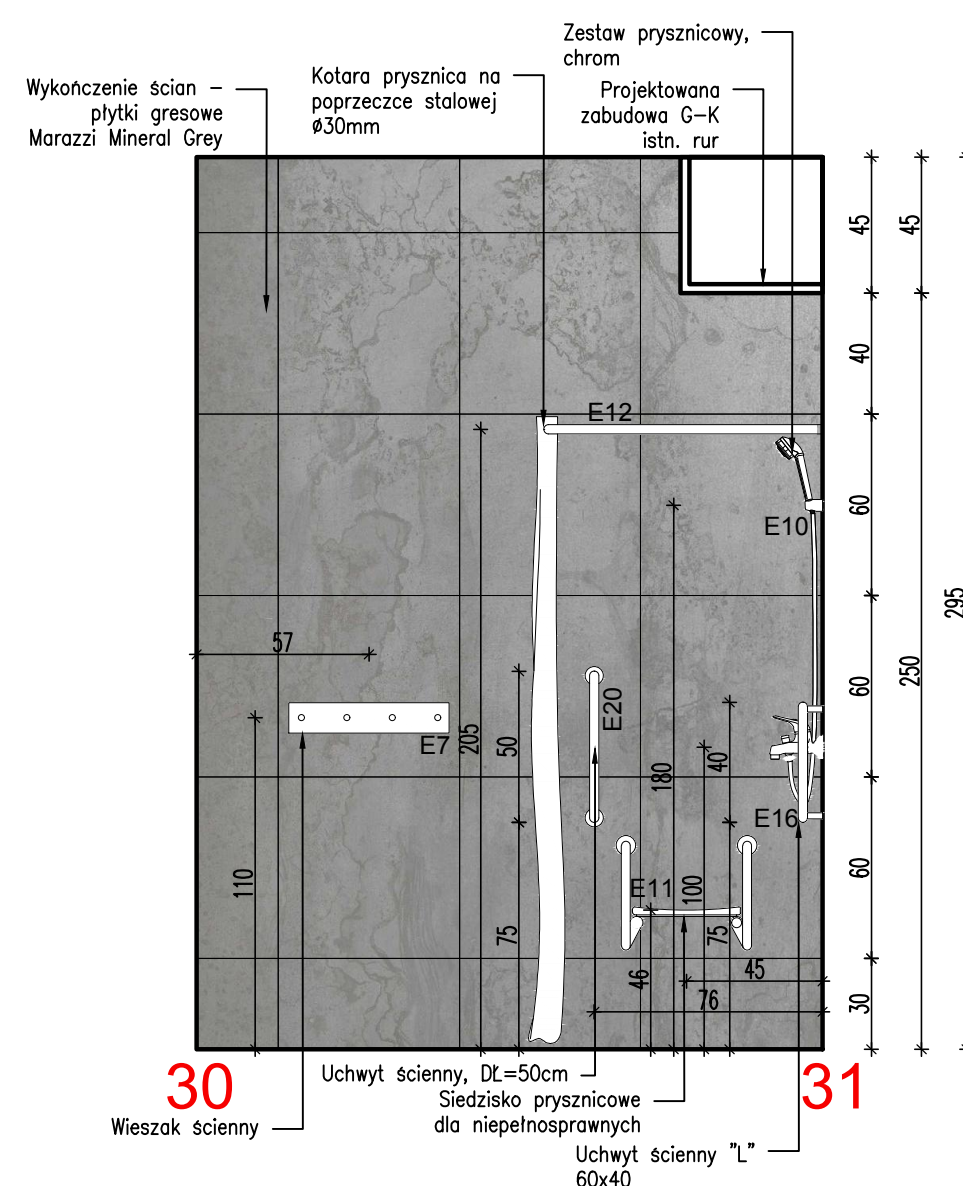 Zestaw prysznicowy,
chrom
Kotara prysznica na
poprzeczce stalowej
ø30mm
Projektowana
zabudowa G-K
istn. rur
Wykończenie ścian –
płytki gresowe
Marazzi Mineral Grey
45
45
40
E12
60
E10
295
57
60
250
E20
E7
205
50
180
40
E16
110
E11
100
60
75
75
46
45
76
30
30
31
Uchwyt ścienny, DŁ=50cm
Siedzisko prysznicowe
dla niepełnosprawnych
Wieszak ścienny
Uchwyt ścienny "L"
60x40